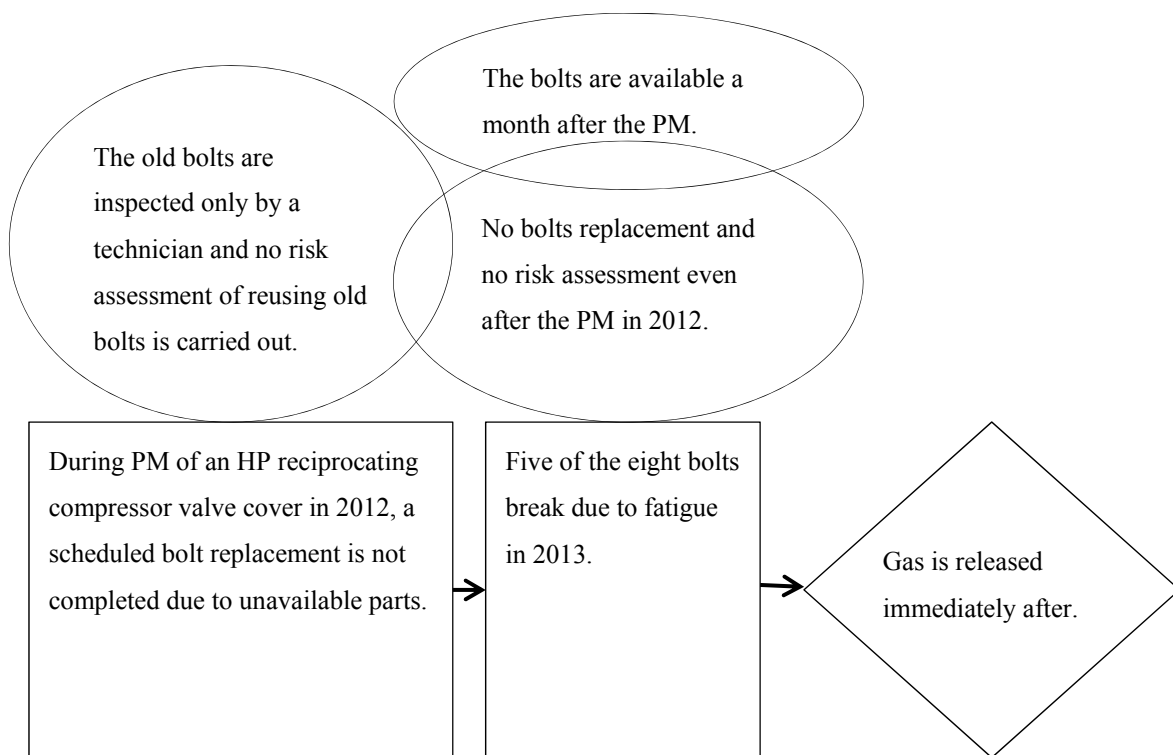 The bolts are available a
month after the PM.
The old bolts are
inspected only by a
technician and no risk
assessment of reusing old
bolts is carried out.
No bolts replacement and
no risk assessment even
after the PM in 2012.
During PM of an HP reciprocating
compressor valve cover in 2012, a
scheduled bolt replacement is not
completed due to unavailable parts.
Five of the eight bolts
break due to fatigue
in 2013.
Gas is released
immediately after.